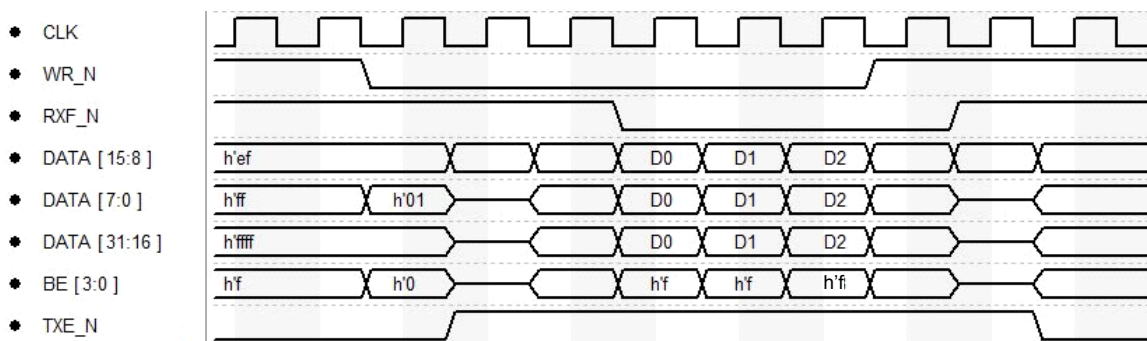 CLK
WR_N
RXF_N
DATA [15:8] h'ef D0 D1 D2
DATA [7:0] h'ff h'01 D0 D1 D2
DATA [31:16] h'ffff D0 D1 D2
BE [3:0] h'f h'0 h'f h'f h'f
TXE_N